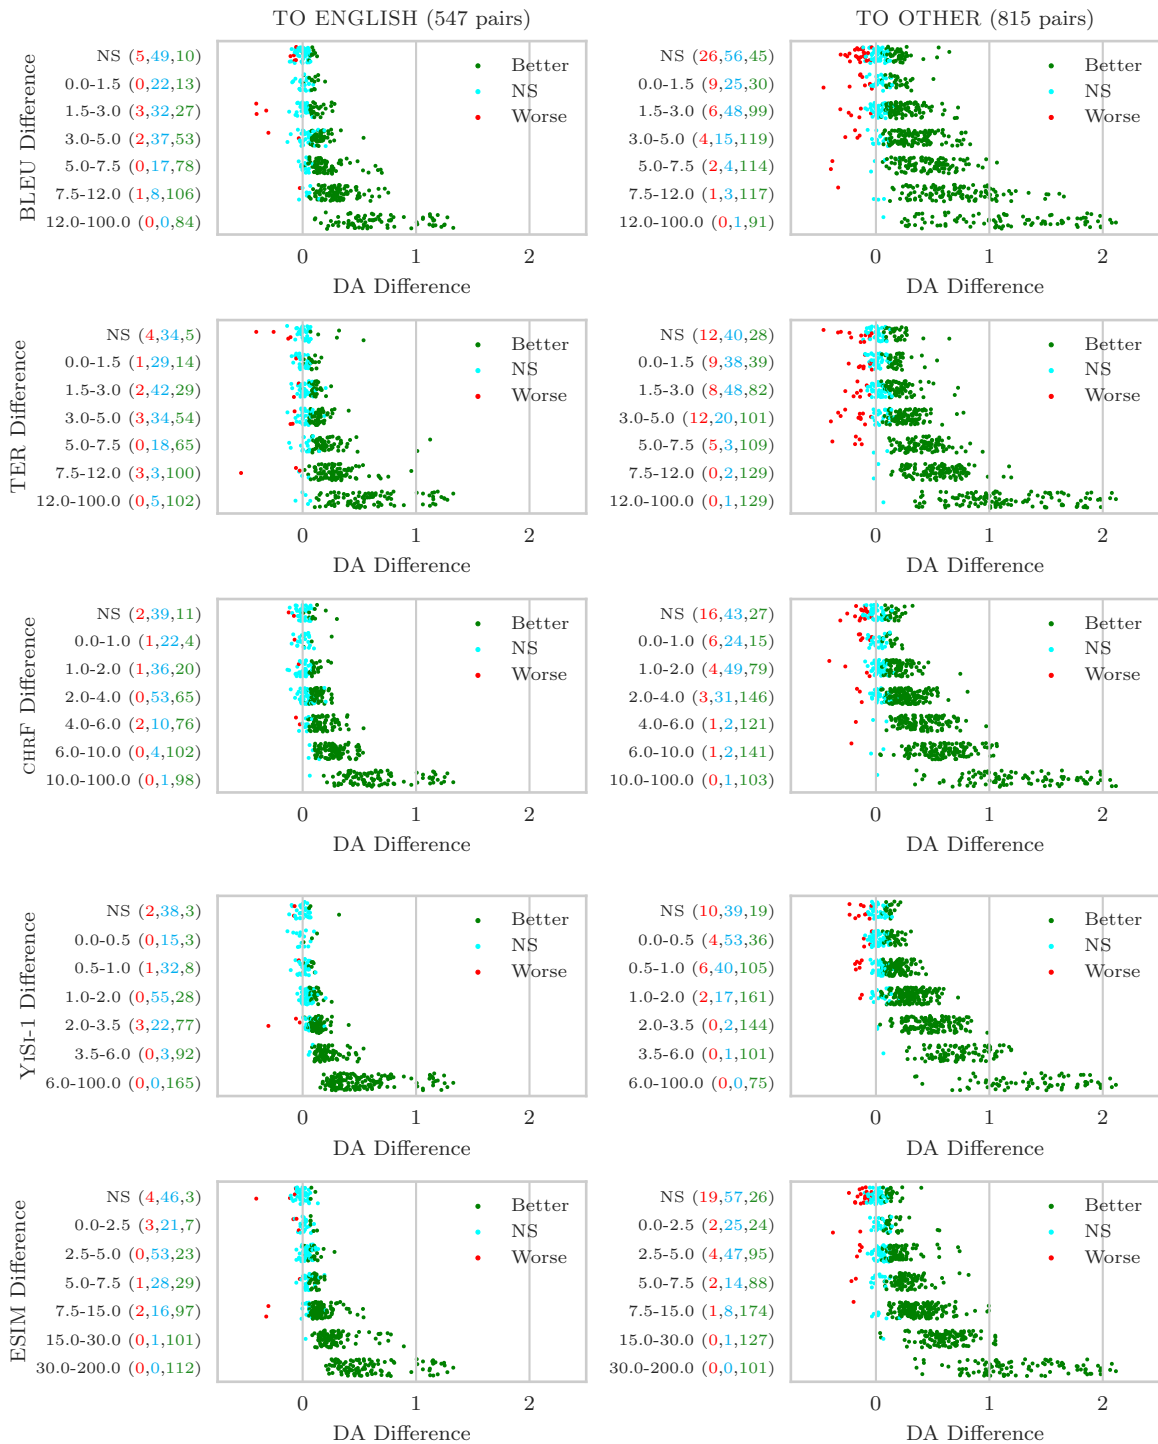 TO ENGLISH (547 pairs)
BLEU Difference
NS (5,49,10)
0.0-1.5 (0,22,13)
1.5-3.0 (3,32,27)
3.0-5.0 (2,37,53)
5.0-7.5 (0,17,78)
7.5-12.0 (1,8,106)
12.0-100.0 (0,0,84)
Better
NS
Worse
0 1 2
DA Difference
TO OTHER (815 pairs)
NS (26,56,45)
0.0-1.5 (9,25,30)
1.5-3.0 (6,48,99)
3.0-5.0 (4,15,119)
5.0-7.5 (2,4,114)
7.5-12.0 (1,3,117)
12.0-100.0 (0,1,91)
Better
NS
Worse
0 1 2
DA Difference
TER Difference
NS (4,34,5)
0.0-1.5 (1,29,14)
1.5-3.0 (2,42,29)
3.0-5.0 (3,34,54)
5.0-7.5 (0,18,65)
7.5-12.0 (3,3,100)
12.0-100.0 (0,5,102)
Better
NS
Worse
0 1 2
DA Difference
NS (12,40,28)
0.0-1.5 (9,38,39)
1.5-3.0 (8,48,82)
3.0-5.0 (12,20,101)
5.0-7.5 (5,3,109)
7.5-12.0 (0,2,129)
12.0-100.0 (0,1,129)
Better
NS
Worse
0 1 2
DA Difference
CHRF Difference
NS (2,39,11)
0.0-1.0 (1,22,4)
1.0-2.0 (1,36,20)
2.0-4.0 (0,53,65)
4.0-6.0 (2,10,76)
6.0-10.0 (0,4,102)
10.0-100.0 (0,1,98)
Better
NS
Worse
0 1 2
DA Difference
NS (16,43,27)
0.0-1.0 (6,24,15)
1.0-2.0 (4,49,79)
2.0-4.0 (3,31,146)
4.0-6.0 (1,2,121)
6.0-10.0 (1,2,141)
10.0-100.0 (0,1,103)
Better
NS
Worse
0 1 2
DA Difference
YISI-1 Difference
NS (2,38,3)
0.0-0.5 (0,15,3)
0.5-1.0 (1,32,8)
1.0-2.0 (0,55,28)
2.0-3.5 (3,22,77)
3.5-6.0 (0,3,92)
6.0-100.0 (0,0,165)
Better
NS
Worse
0 1 2
DA Difference
NS (10,39,19)
0.0-0.5 (4,53,36)
0.5-1.0 (6,40,105)
1.0-2.0 (2,17,161)
2.0-3.5 (0,2,144)
3.5-6.0 (0,1,101)
6.0-100.0 (0,0,75)
Better
NS
Worse
0 1 2
DA Difference
ESIM Difference
NS (4,46,3)
0.0-2.5 (3,21,7)
2.5-5.0 (0,53,23)
5.0-7.5 (1,28,29)
7.5-15.0 (2,16,97)
15.0-30.0 (0,1,101)
30.0-200.0 (0,0,112)
Better
NS
Worse
0 1 2
DA Difference
NS (19,57,26)
0.0-2.5 (2,25,24)
2.5-5.0 (4,47,95)
5.0-7.5 (2,14,88)
7.5-15.0 (1,8,174)
15.0-30.0 (0,1,127)
30.0-200.0 (0,0,101)
Better
NS
Worse
0 1 2
DA Difference